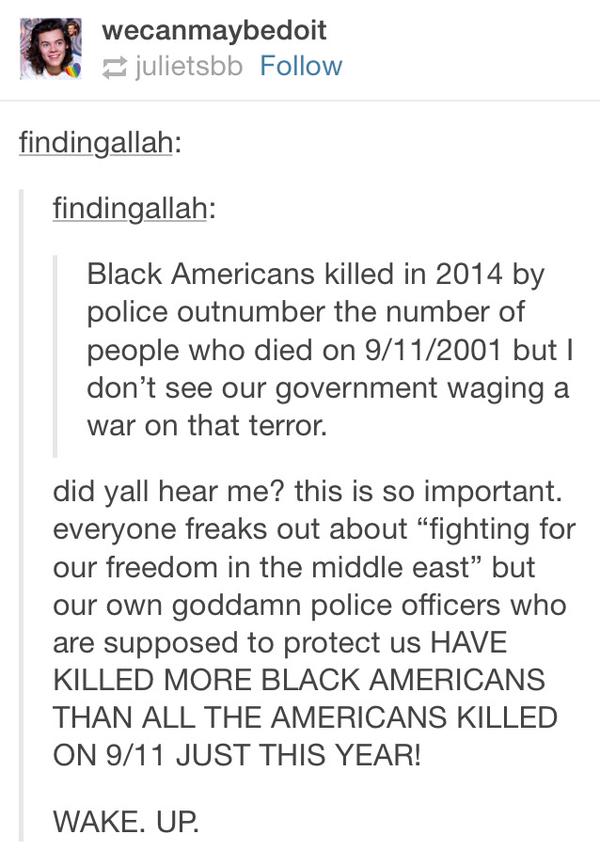 wecanmaybedoit
julietsbb Follow
findingallah:
findingallah:
Black Americans killed in 2014 by
police outnumber the number of
people who died on 9/11/2001 but I
don’t see our government waging a
war on that terror.
did yall hear me? this is so important.
everyone freaks out about “fighting for
our freedom in the middle east” but
our own goddamn police officers who
are supposed to protect us HAVE
KILLED MORE BLACK AMERICANS
THAN ALL THE AMERICANS KILLED
ON 9/11 JUST THIS YEAR!
WAKE. UP.